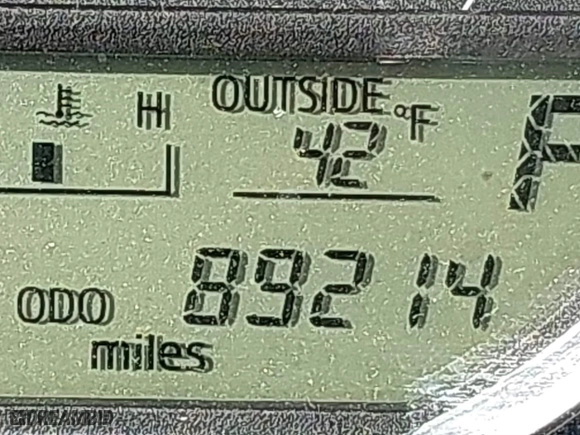 OUTSIDE °F
H
42
ODO 89214
miles